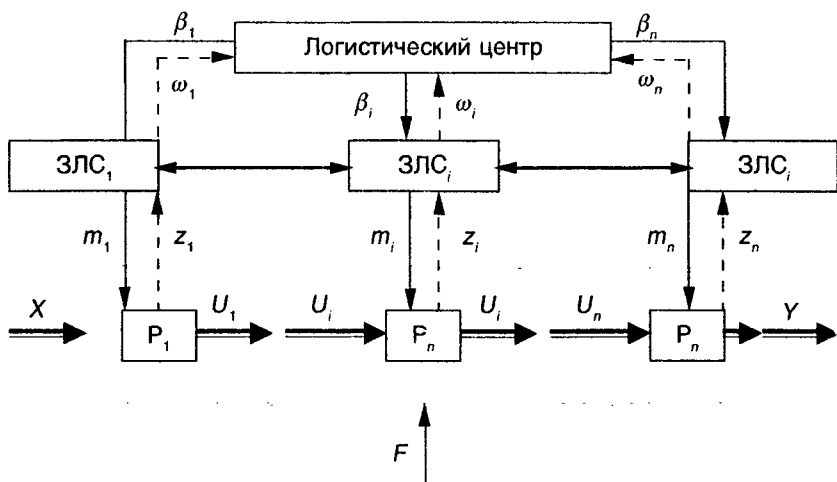 β₁
Логистический центр
βₙ
ω₁
βᵢ
ωᵢ
ωₙ
ЗЛС₁
ЗЛСᵢ
ЗЛСᵢ
m₁
z₁
mᵢ
zᵢ
mₙ
zₙ
X
P₁
U₁
Uᵢ
Pₙ
Uᵢ
Uₙ
Pₙ
Y
F